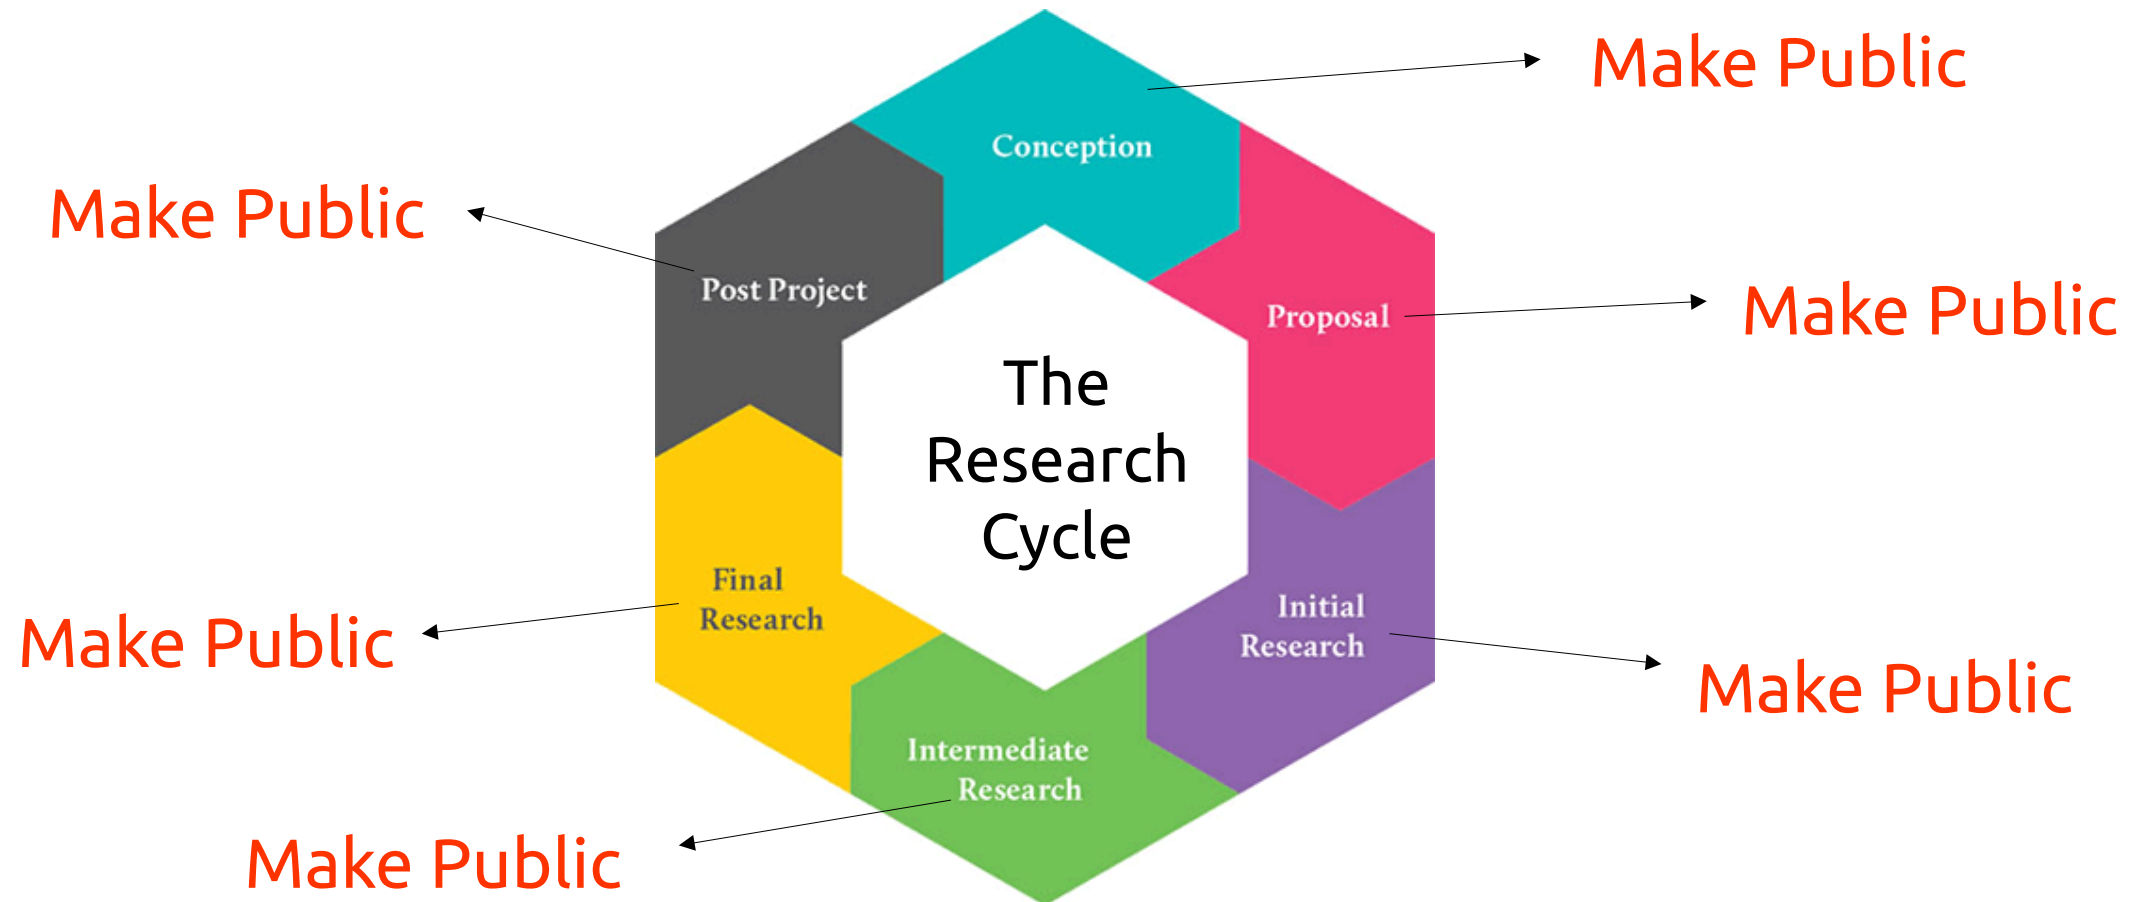 Make Public
Conception
Make Public
Post Project
Make Public
Proposal
The
Research
Cycle
Final
Research
Make Public
Initial
Research
Make Public
Intermediate
Research
Make Public